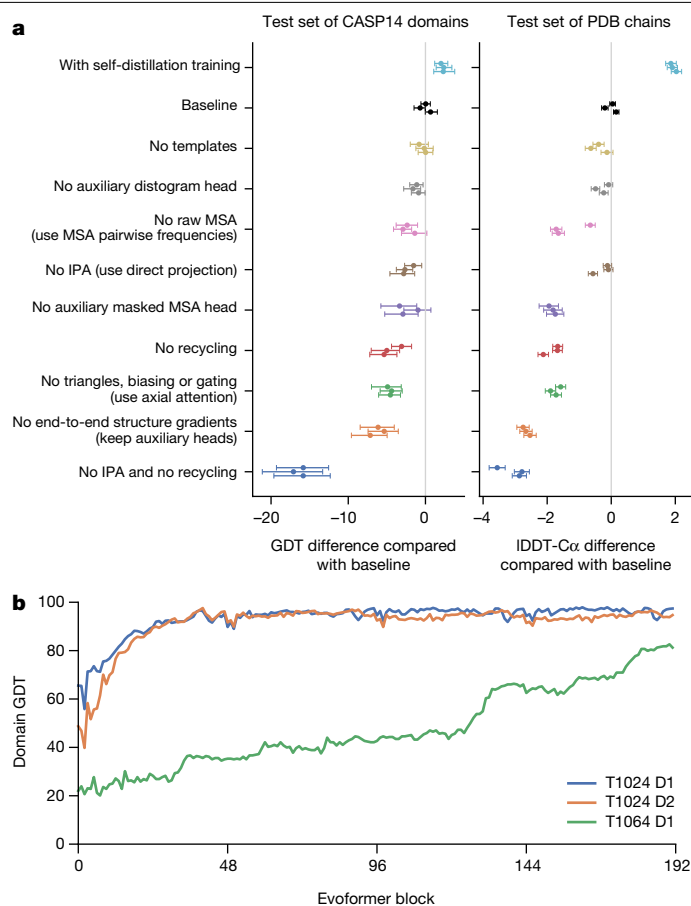 a
Test set of CASP14 domains
Test set of PDB chains
With self-distillation training
Baseline
No templates
No auxiliary distogram head
No raw MSA
(use MSA pairwise frequencies)
No IPA (use direct projection)
No auxiliary masked MSA head
No recycling
No triangles, biasing or gating
(use axial attention)
No end-to-end structure gradients
(keep auxiliary heads)
No IPA and no recycling
−20 −10 0
−4 −2 0 2
GDT difference compared
with baseline
lDDT-Cα difference
compared with baseline
b
100
80
60
40
20
0
Domain GDT
T1024 D1
T1024 D2
T1064 D1
0 48 96 144 192
Evoformer block